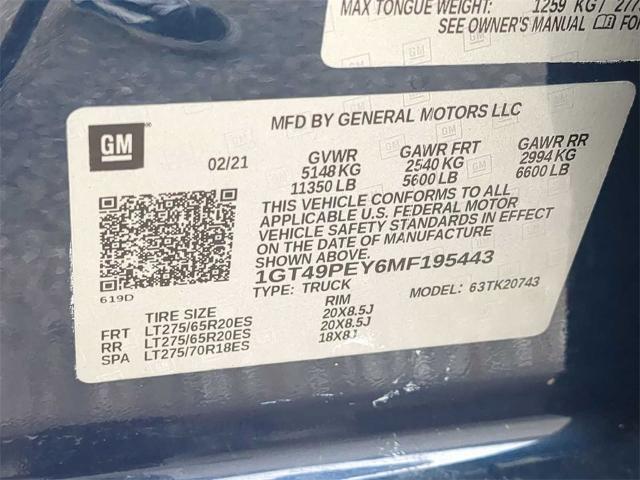 MAX TONGUE WEIGHT: 1259 KG / 277
SEE OWNER'S MANUAL FOR
GM
MFD BY GENERAL MOTORS LLC
02/21
GVWR GAWR FRT GAWR RR
5148 KG 2540 KG 2994 KG
11350 LB 5600 LB 6600 LB
THIS VEHICLE CONFORMS TO ALL
APPLICABLE U.S. FEDERAL MOTOR
VEHICLE SAFETY STANDARDS IN EFFECT
ON THE DATE OF MANUFACTURE
SHOWN ABOVE.
1GT49PEY6MF195443
TYPE: TRUCK MODEL: 63TK20743
619D
TIRE SIZE RIM
FRT LT275/65R20ES 20X8.5J
RR LT275/65R20ES 20X8.5J
SPA LT275/70R18ES 18X8J